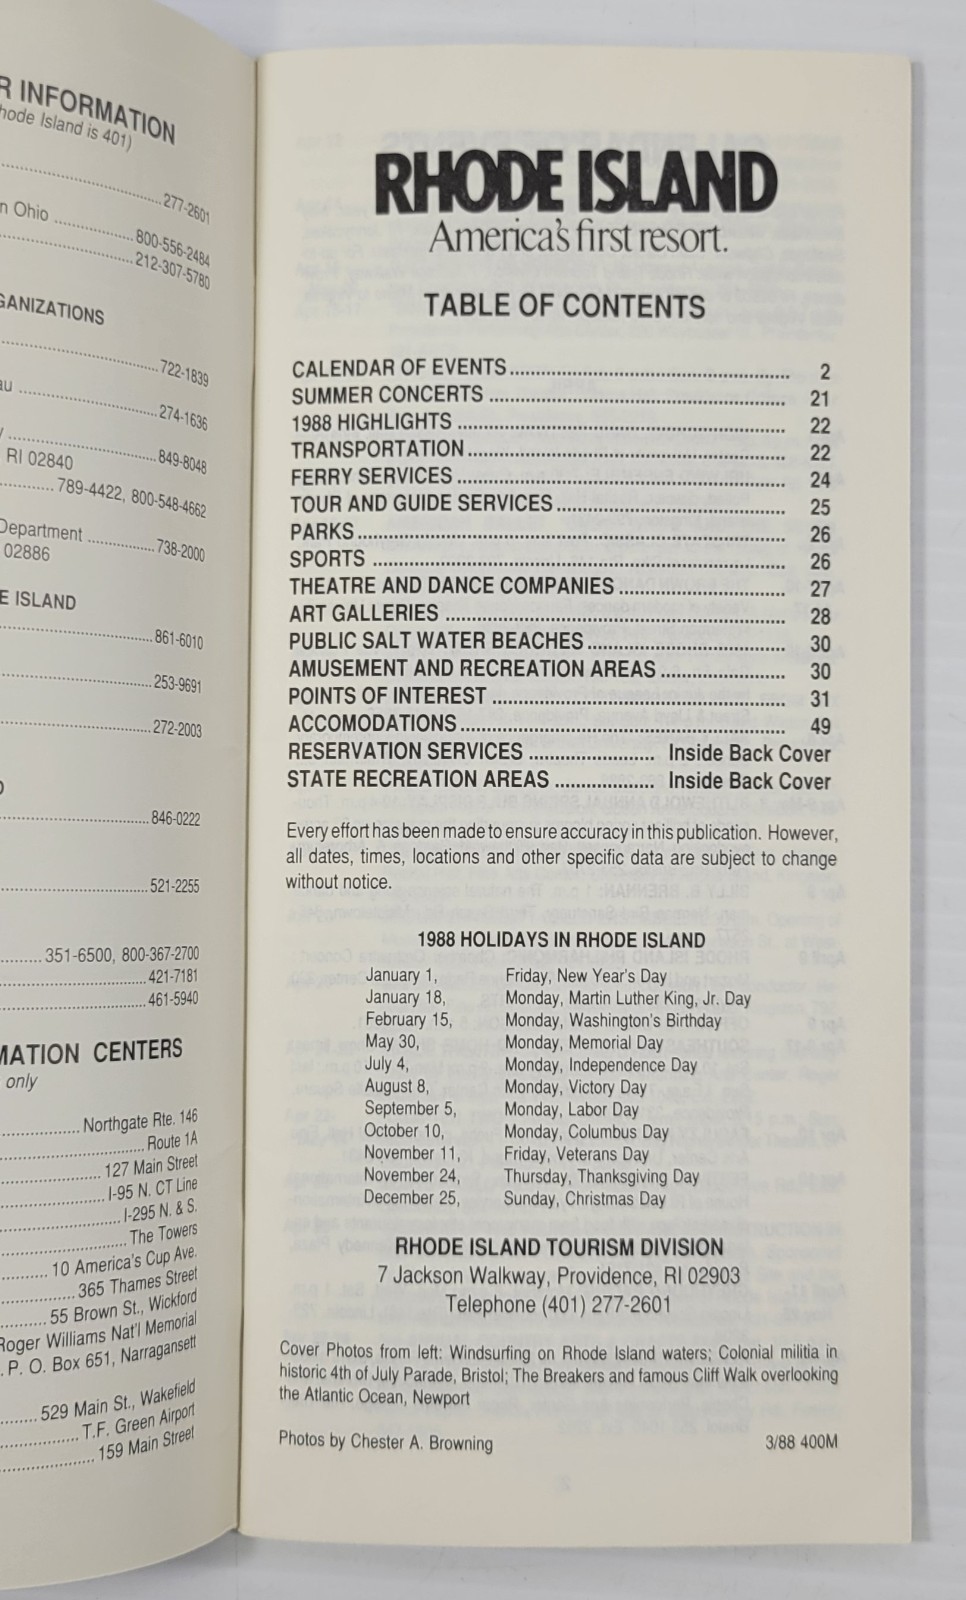 R INFORMATION
hode Island is 401)
277-2601
n Ohio ............... 800-556-2484
212-307-5780
GANIZATIONS
722-1839
au ............... 274-1636
849-8048
RI 02840
789-4422, 800-548-4662
Department ............... 738-2000
02886
E ISLAND
861-6010
253-9691
272-2003
846-0222
521-2255
351-6500, 800-367-2700
421-7181
461-5940
MATION CENTERS
only
Northgate Rte. 146
Route 1A
127 Main Street
I-95 N. CT Line
I-295 N. & S.
The Towers
10 America's Cup Ave.
365 Thames Street
55 Brown St., Wickford
Roger Williams Nat'l Memorial
P. O. Box 651, Narragansett
529 Main St., Wakefield
T.F. Green Airport
159 Main Street
RHODE ISLAND
America's first resort.
TABLE OF CONTENTS
CALENDAR OF EVENTS ............... 2
SUMMER CONCERTS ............... 21
1988 HIGHLIGHTS ............... 22
TRANSPORTATION ............... 22
FERRY SERVICES ............... 24
TOUR AND GUIDE SERVICES ............... 25
PARKS ............... 26
SPORTS ............... 26
THEATRE AND DANCE COMPANIES ............... 27
ART GALLERIES ............... 28
PUBLIC SALT WATER BEACHES ............... 30
AMUSEMENT AND RECREATION AREAS ............... 30
POINTS OF INTEREST ............... 31
ACCOMODATIONS ............... 49
RESERVATION SERVICES ............... Inside Back Cover
STATE RECREATION AREAS ............... Inside Back Cover
Every effort has been made to ensure accuracy in this publication. However,
all dates, times, locations and other specific data are subject to change
without notice.
1988 HOLIDAYS IN RHODE ISLAND
January 1, Friday, New Year's Day
January 18, Monday, Martin Luther King, Jr. Day
February 15, Monday, Washington's Birthday
May 30, Monday, Memorial Day
July 4, Monday, Independence Day
August 8, Monday, Victory Day
September 5, Monday, Labor Day
October 10, Monday, Columbus Day
November 11, Friday, Veterans Day
November 24, Thursday, Thanksgiving Day
December 25, Sunday, Christmas Day
RHODE ISLAND TOURISM DIVISION
7 Jackson Walkway, Providence, RI 02903
Telephone (401) 277-2601
Cover Photos from left: Windsurfing on Rhode Island waters; Colonial militia in
historic 4th of July Parade, Bristol; The Breakers and famous Cliff Walk overlooking
the Atlantic Ocean, Newport
Photos by Chester A. Browning 3/88 400M